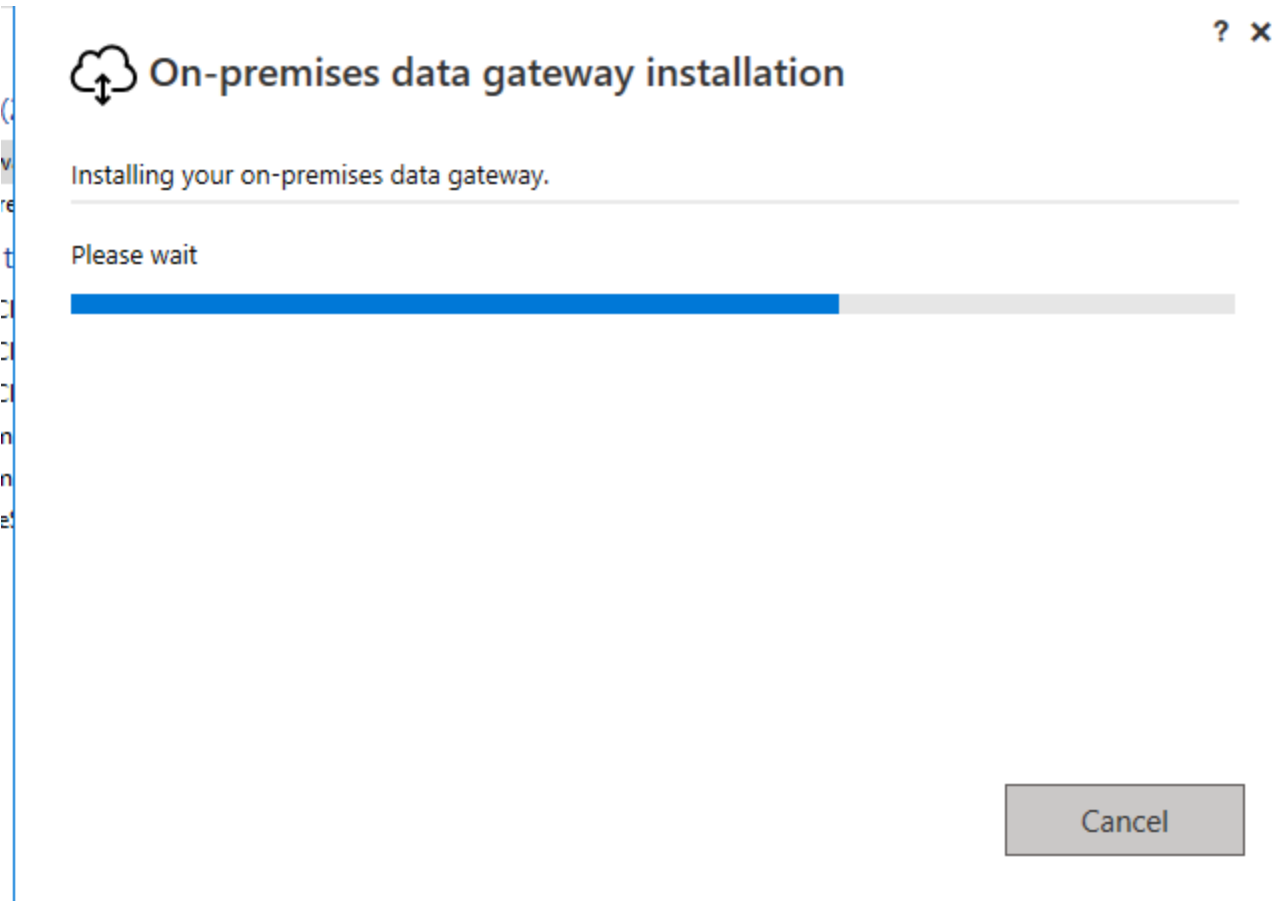 ? ×
On-premises data gateway installation
Installing your on-premises data gateway.
Please wait
Cancel